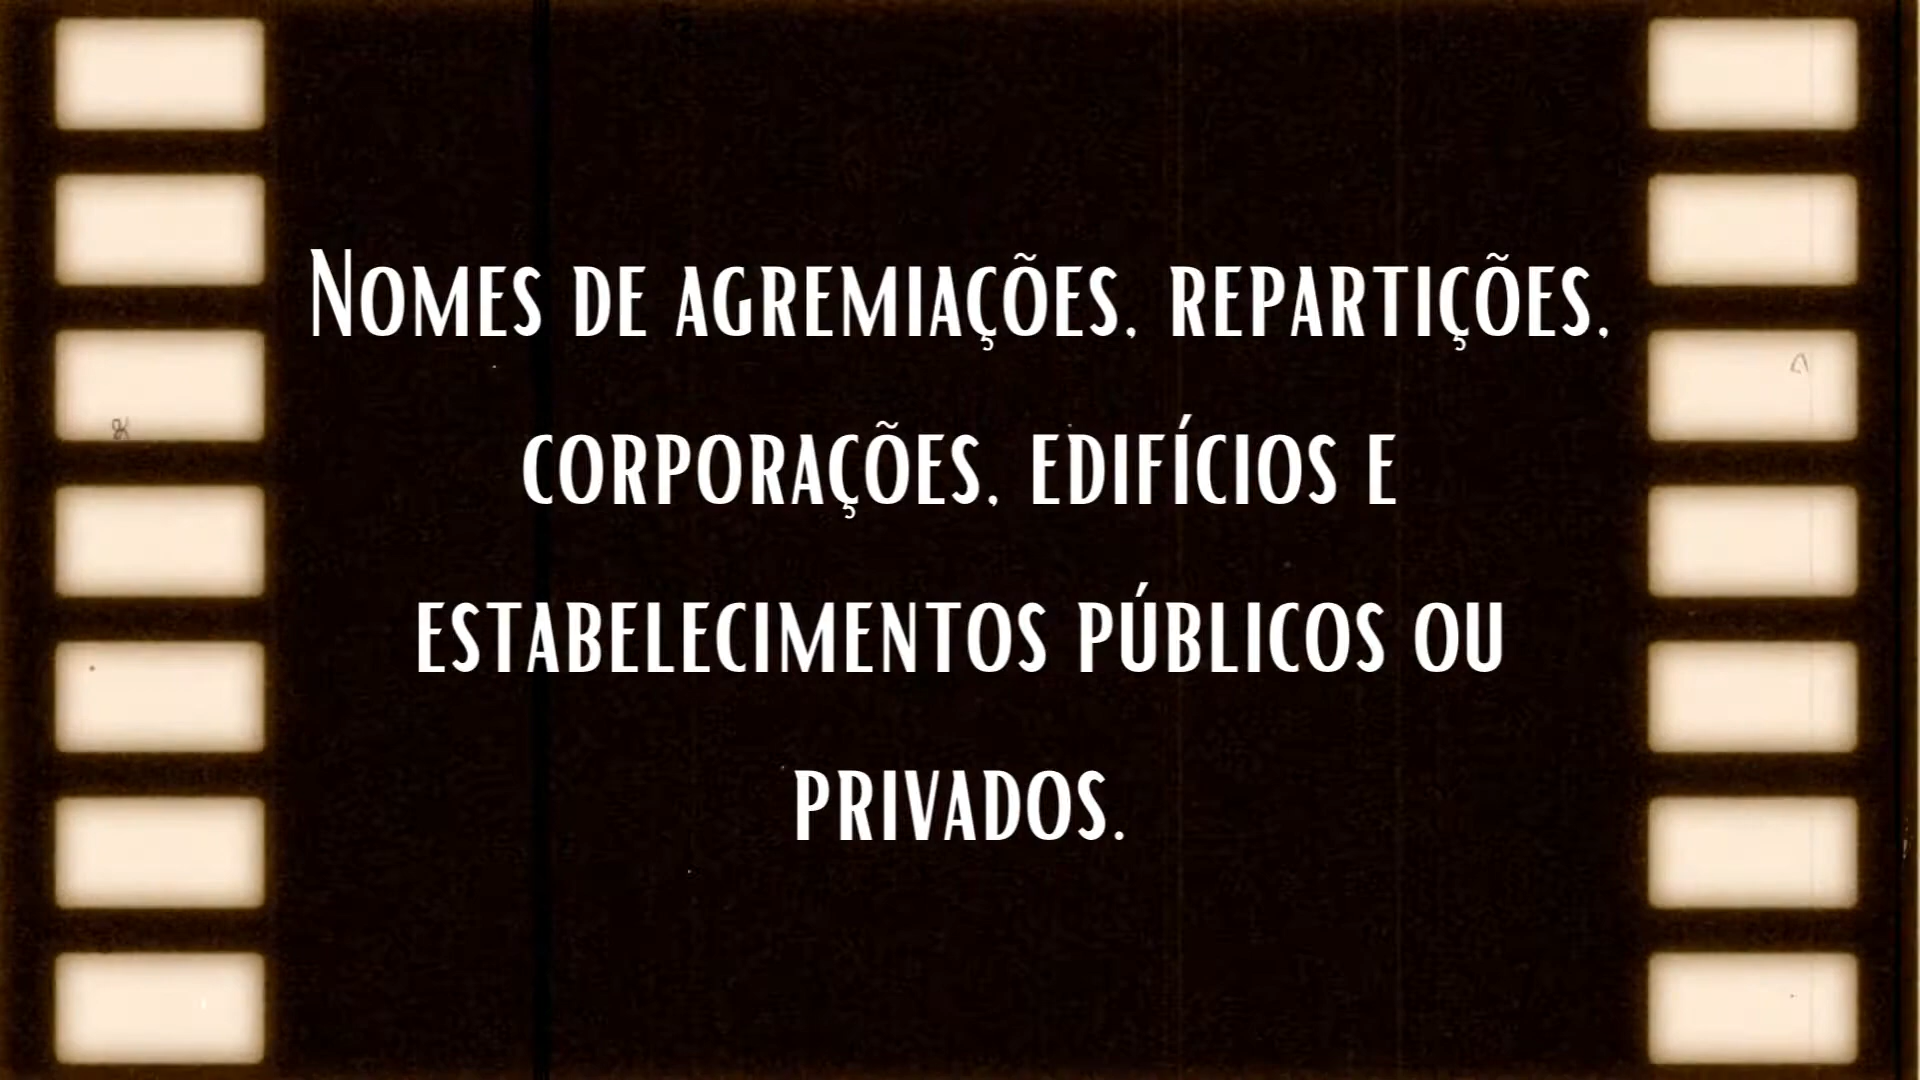 Nomes de agremiações, repartições,
corporações, edifícios e
estabelecimentos públicos ou
privados.